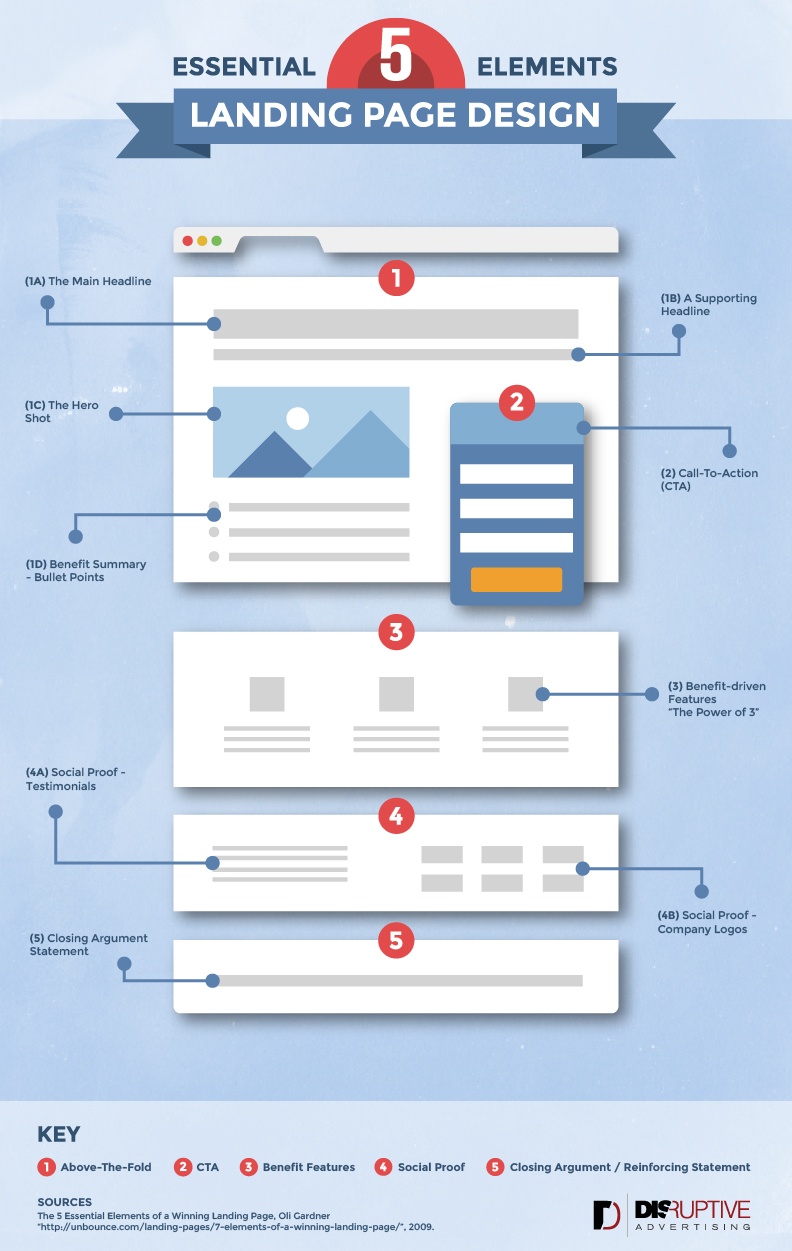 ESSENTIAL 5 ELEMENTS
LANDING PAGE DESIGN
1
(1A) The Main Headline
(1B) A Supporting
Headline
(1C) The Hero
Shot
2
(2) Call-To-Action
(CTA)
(1D) Benefit Summary
- Bullet Points
3
(3) Benefit-driven
Features
"The Power of 3"
(4A) Social Proof -
Testimonials
4
(4B) Social Proof -
Company Logos
5
(5) Closing Argument
Statement
KEY
1 Above-The-Fold 2 CTA 3 Benefit Features 4 Social Proof 5 Closing Argument / Reinforcing Statement
SOURCES
The 5 Essential Elements of a Winning Landing Page, Oli Gardner
"http://unbounce.com/landing-pages/7-elements-of-a-winning-landing-page/", 2009.
D
DISRUPTIVE
ADVERTISING